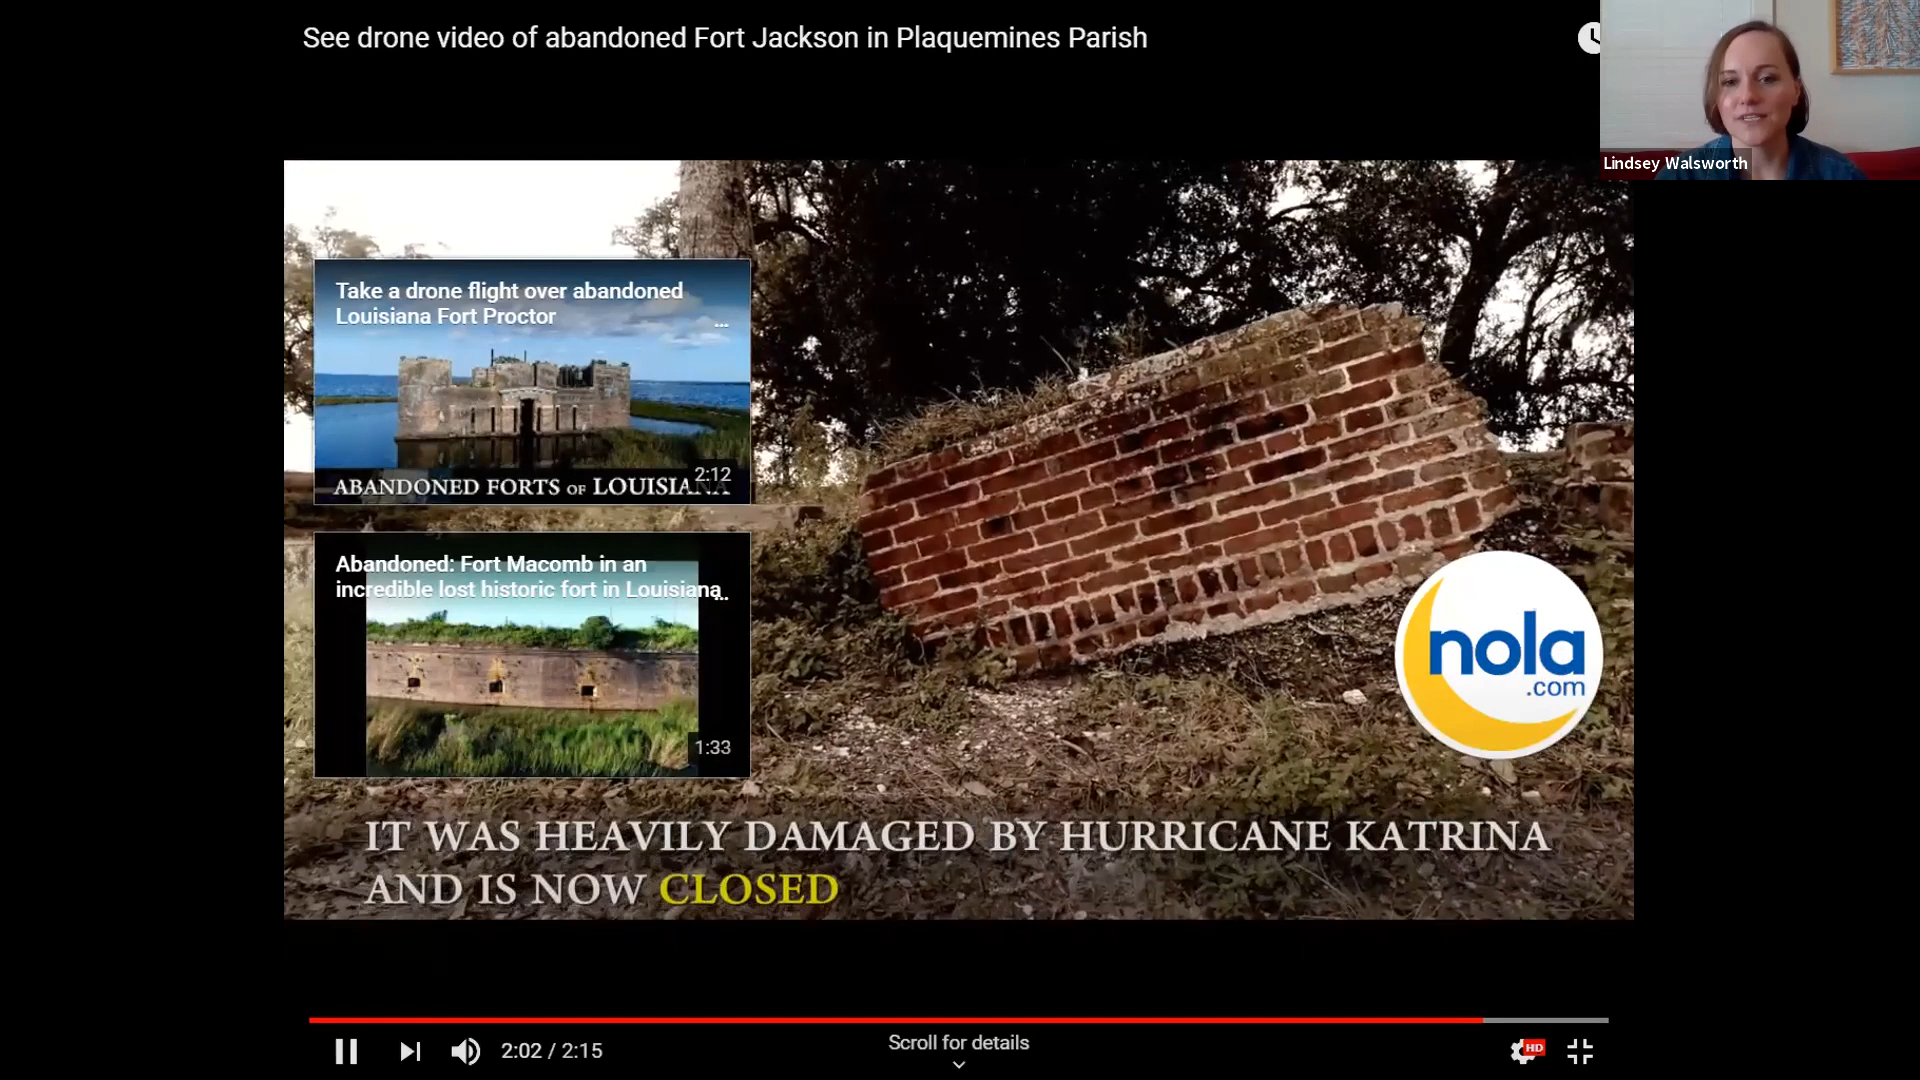 See drone video of abandoned Fort Jackson in Plaquemines Parish
Lindsey Walsworth
Take a drone flight over abandoned
Louisiana Fort Proctor
...
2:12
ABANDONED FORTS OF LOUISIANA
Abandoned: Fort Macomb in an
incredible lost historic fort in Louisiana...
1:33
nola
.com
IT WAS HEAVILY DAMAGED BY HURRICANE KATRINA
AND IS NOW CLOSED
2:02 / 2:15
Scroll for details
HD